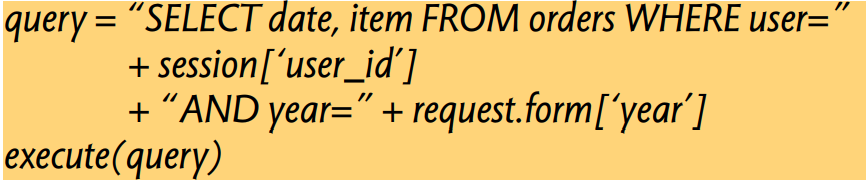 query = “SELECT date, item FROM orders WHERE user=”
+ session[‘user_id’]
+ “AND year=” + request.form[‘year’]
execute(query)